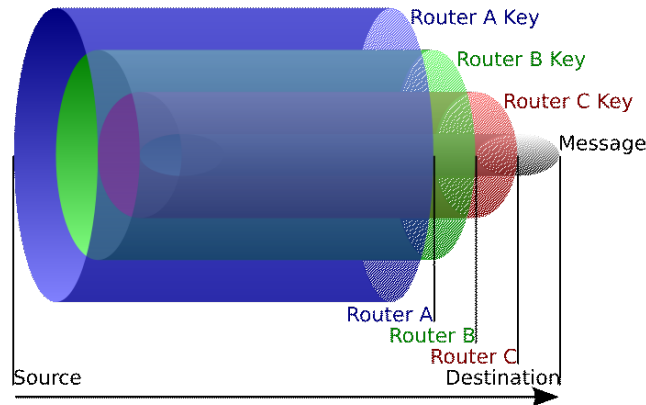 Router A Key
Router B Key
Router C Key
Message
Router A
Router B
Router C
Source
Destination